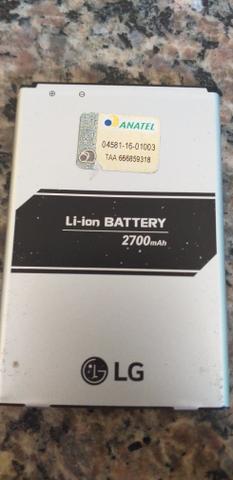 ANATEL
04581-16-01003
TAA 666859318
Li-ion BATTERY
2700mAh
LG